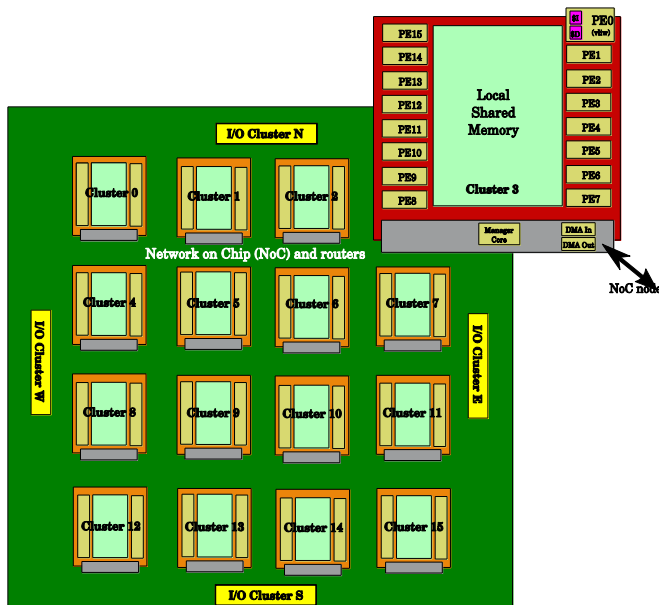 $I
PE0
$D
(vliw)
PE15
PE1
PE14
PE2
PE13
PE3
PE12
PE4
PE11
PE5
PE10
PE6
PE9
PE7
PE8
Local
Shared
Memory
Cluster 3
Manager
Core
DMA In
DMA Out
NoC node
I/O Cluster N
Cluster 0
Cluster 1
Cluster 2
Network on Chip (NoC) and routers
Cluster 4
Cluster 5
Cluster 6
Cluster 7
I/O Cluster W
I/O Cluster E
Cluster 8
Cluster 9
Cluster 10
Cluster 11
Cluster 12
Cluster 13
Cluster 14
Cluster 15
I/O Cluster S